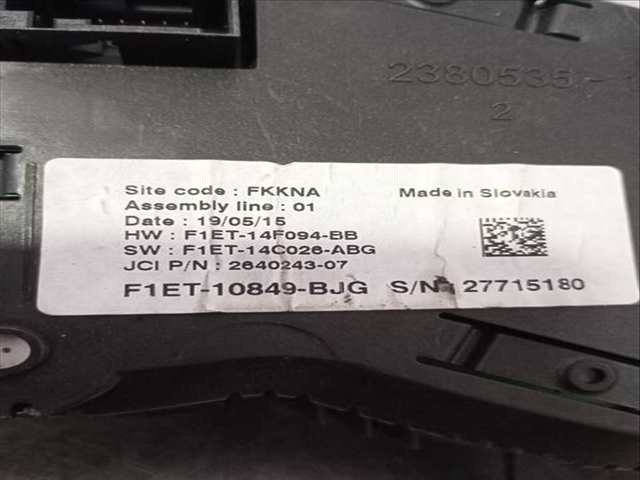 2380535-
2
Site code : FKKNA
Made in Slovakia
Assembly line : 01
Date : 19/05/15
HW : F1ET-14F094-BB
SW : F1ET-14C026-ABG
JCI P/N : 2640243-07
F1ET-10849-BJG S/N : 27715180